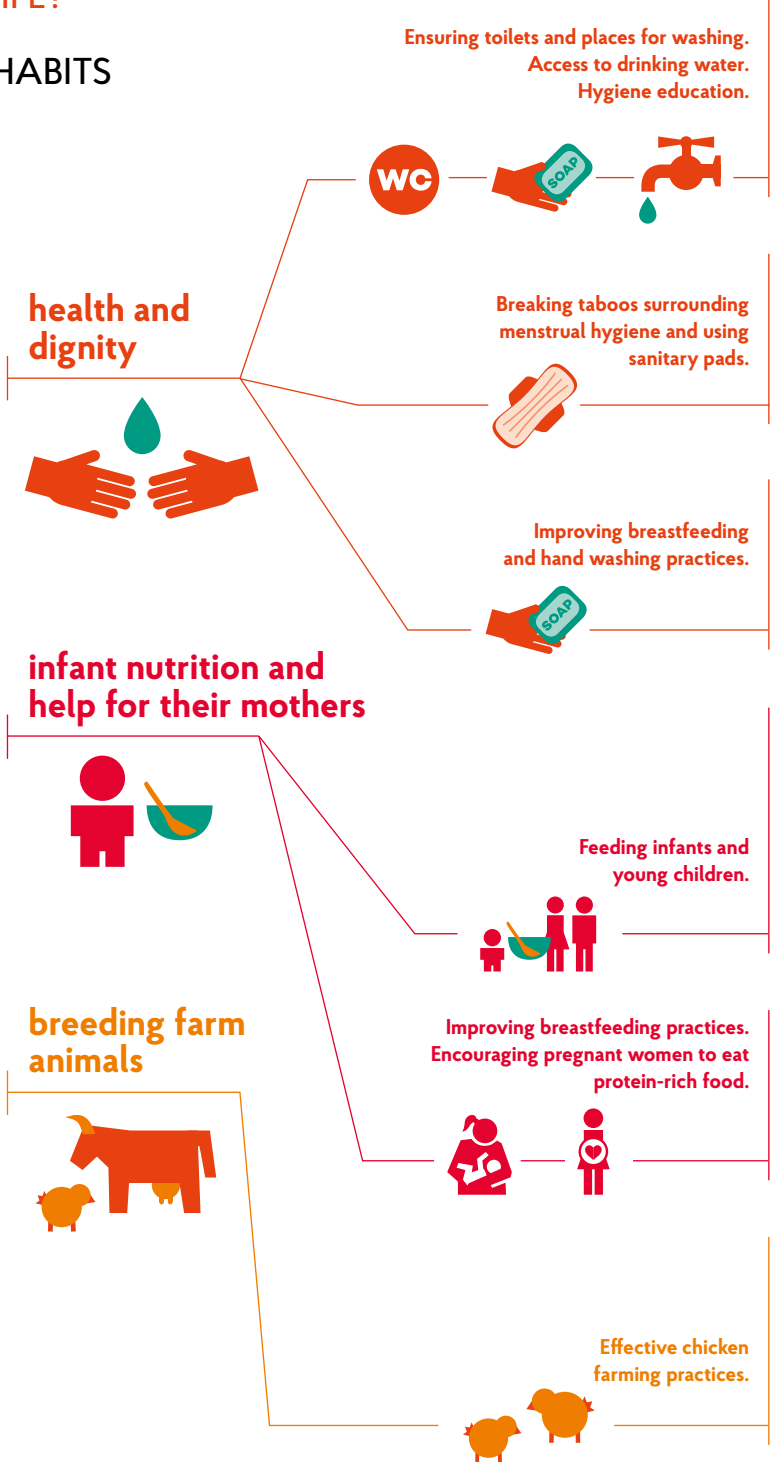 HABITS
Ensuring toilets and places for washing.
Access to drinking water.
Hygiene education.
WC
SOAP
health and
dignity
Breaking taboos surrounding
menstrual hygiene and using
sanitary pads.
Improving breastfeeding
and hand washing practices.
SOAP
infant nutrition and
help for their mothers
Feeding infants and
young children.
breeding farm
animals
Improving breastfeeding practices.
Encouraging pregnant women to eat
protein-rich food.
Effective chicken
farming practices.